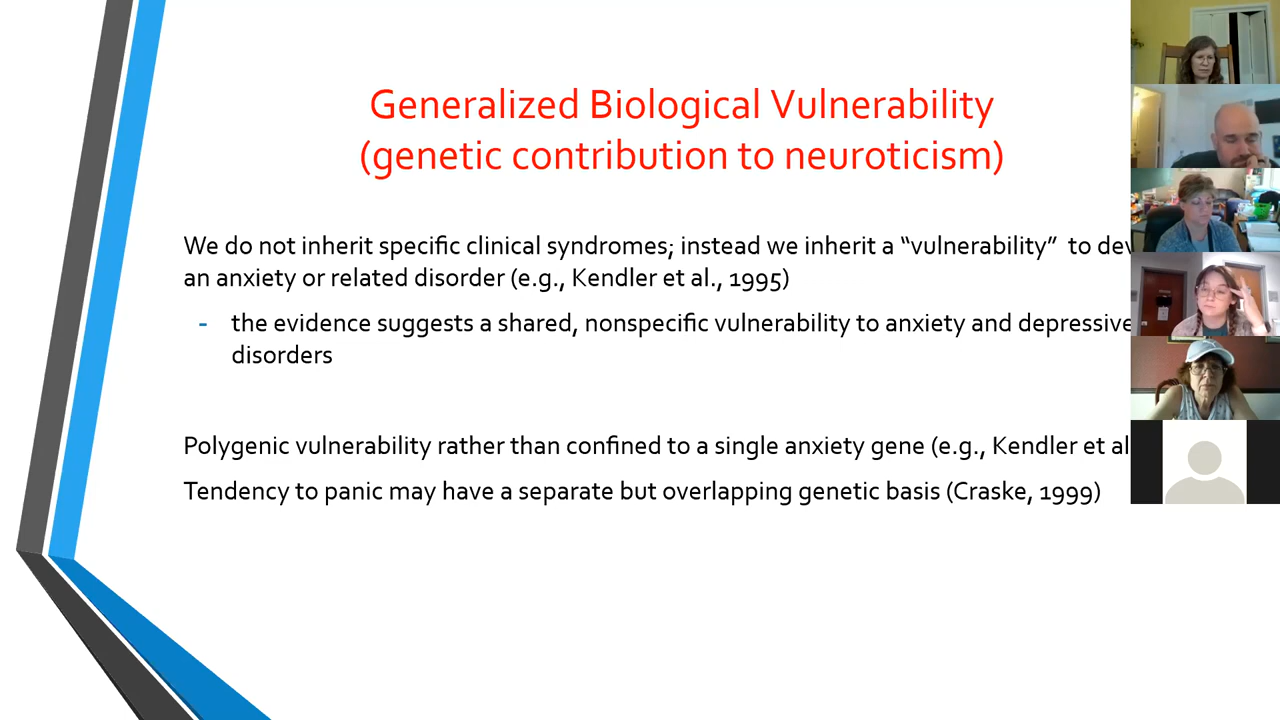 Generalized Biological Vulnerability
(genetic contribution to neuroticism)
We do not inherit specific clinical syndromes; instead we inherit a “vulnerability” to
an anxiety or related disorder (e.g., Kendler et al., 1995)
- the evidence suggests a shared, nonspecific vulnerability to anxiety and depressive
disorders
Polygenic vulnerability rather than confined to a single anxiety gene (e.g., Kendler et al
Tendency to panic may have a separate but overlapping genetic basis (Craske, 1999)